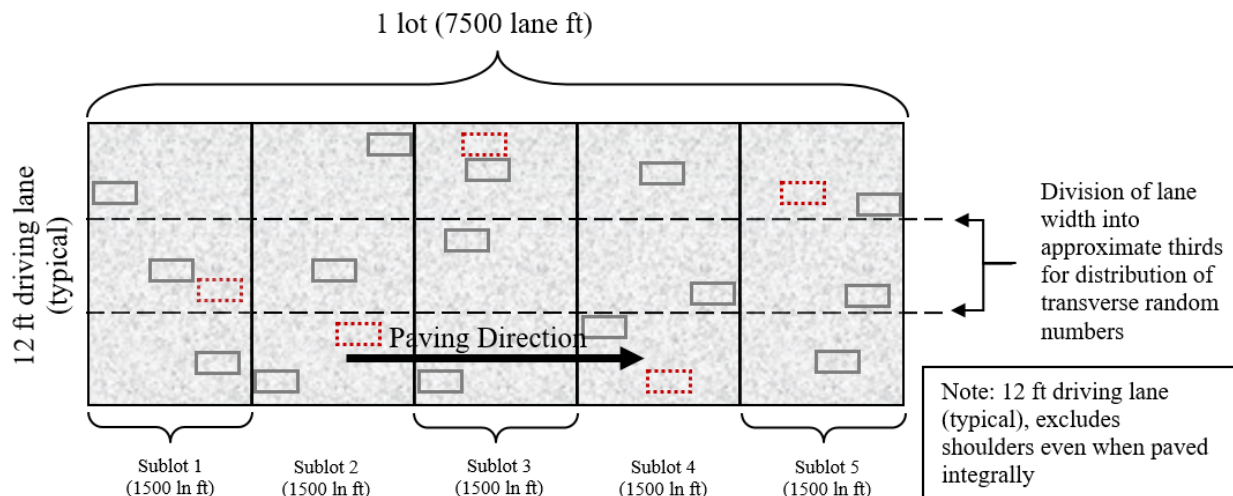 1 lot (7500 lane ft)
12 ft driving lane
(typical)
Division of lane
width into
approximate thirds
for distribution of
transverse random
numbers
Paving Direction
Note: 12 ft driving lane
(typical), excludes
shoulders even when paved
integrally
Sublot 1
(1500 ln ft)
Sublot 2
(1500 ln ft)
Sublot 3
(1500 ln ft)
Sublot 4
(1500 ln ft)
Sublot 5
(1500 ln ft)